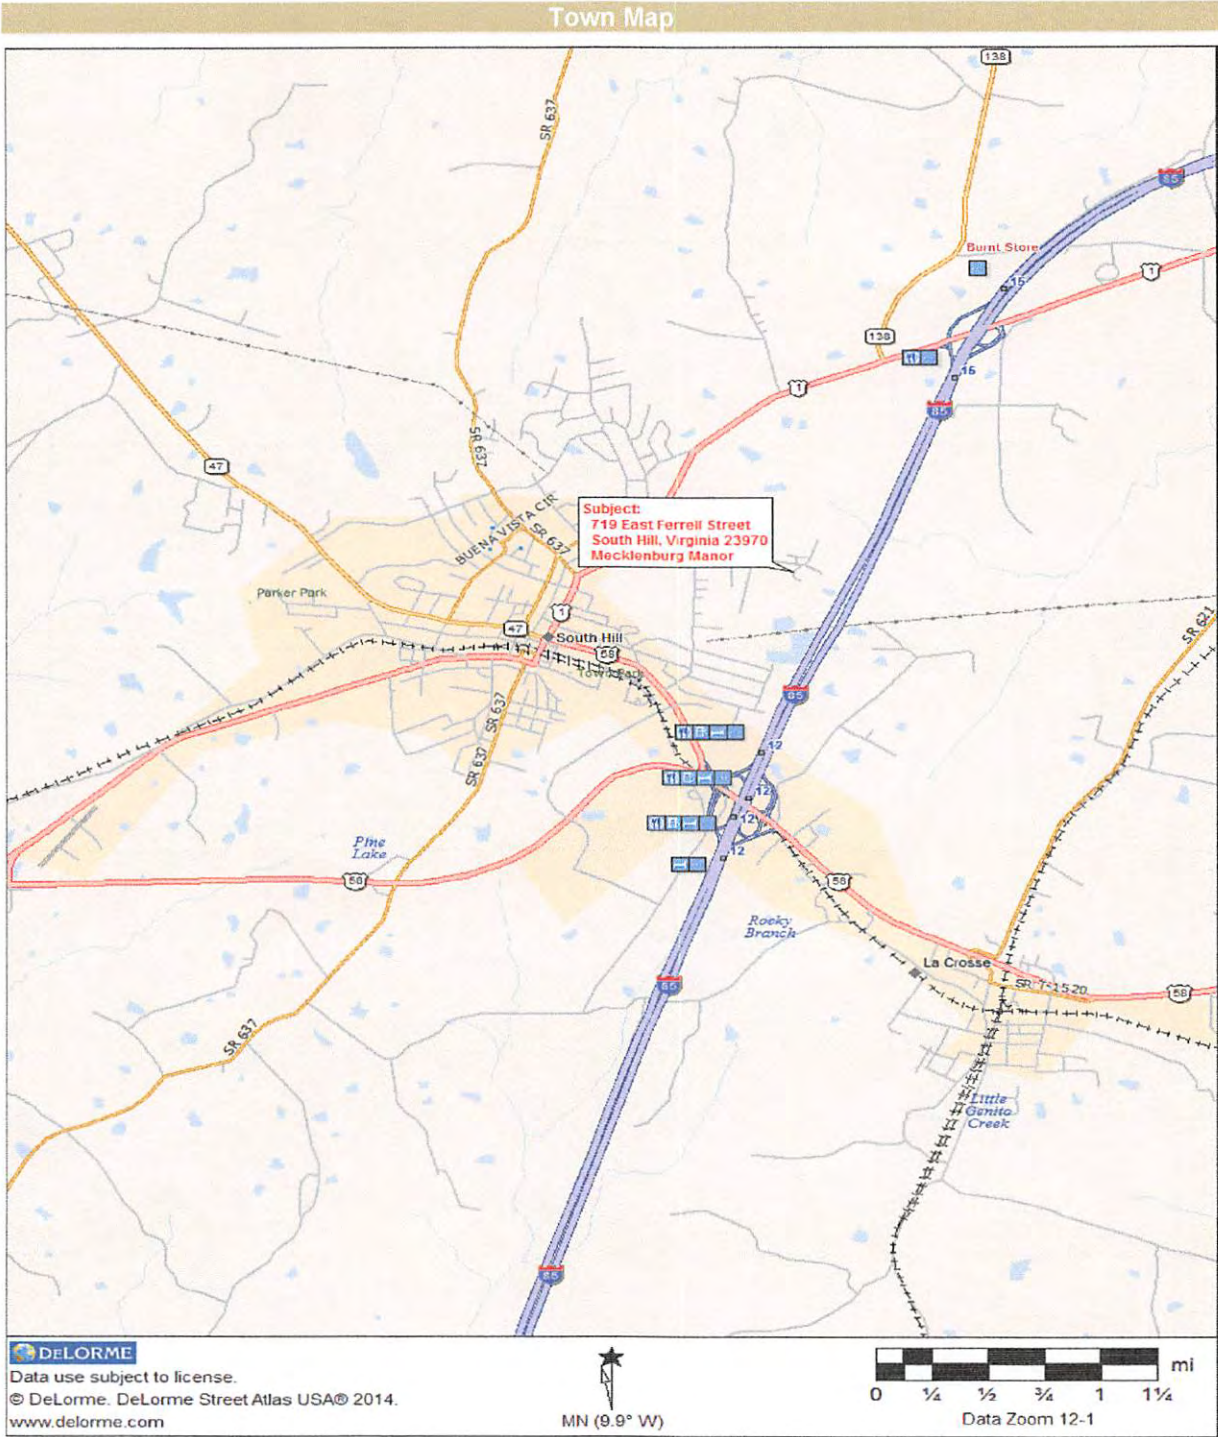 Town Map
138
SR 637
85
Burnt Store
1
15
138
15
1
85
SR 637
47
Subject:
719 East Ferrell Street
South Hill, Virginia 23970
Mecklenburg Manor
BUENA VISTA CIR
SR 637
Parker Park
1
47
South Hill
58
SR 621
Town Park
85
SR 637
12
SR 637
12
12
12
Pine
Lake
58
58
Rocky
Branch
La Crosse
85
SR T-1520
58
SR 637
Little
Genito
Creek
85
DELORME
Data use subject to license.
© DeLorme. DeLorme Street Atlas USA® 2014.
www.delorme.com
MN (9.9° W)
mi
0 ¼ ½ ¾ 1 1¼
Data Zoom 12-1